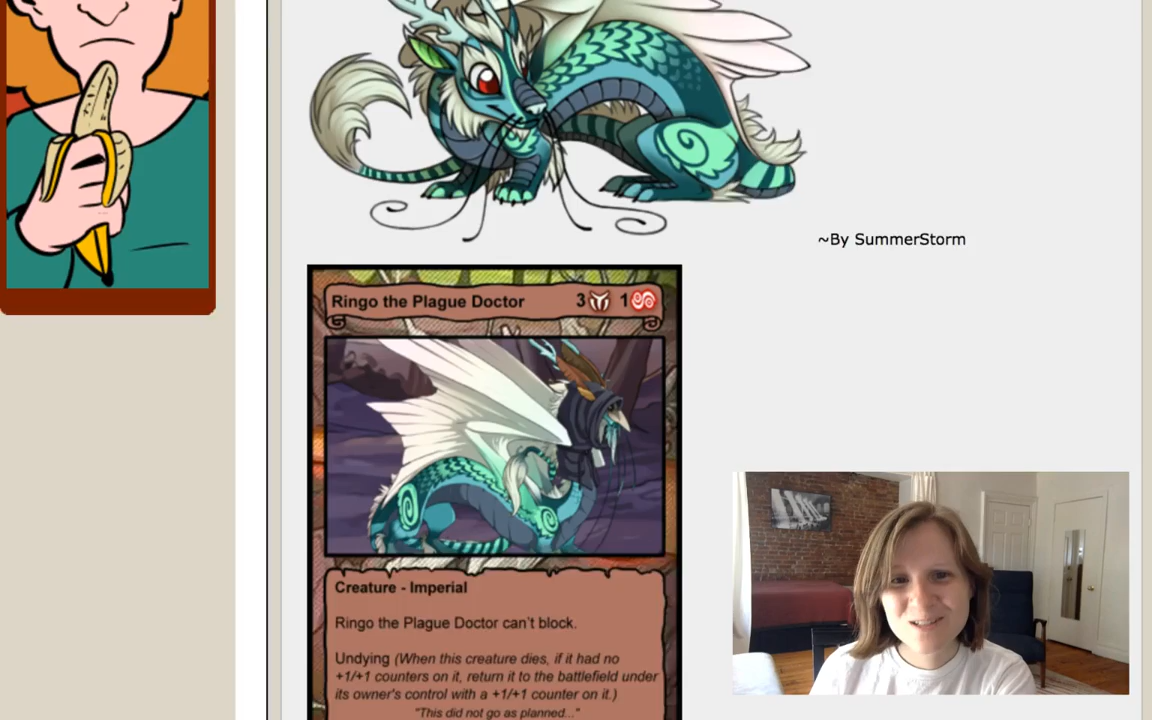 ~By SummerStorm
Ringo the Plague Doctor 3 1
Creature - Imperial
Ringo the Plague Doctor can't block.
Undying (When this creature dies, if it had no
+1/+1 counters on it, return it to the battlefield under
its owner's control with a +1/+1 counter on it.)
"This did not go as planned..."